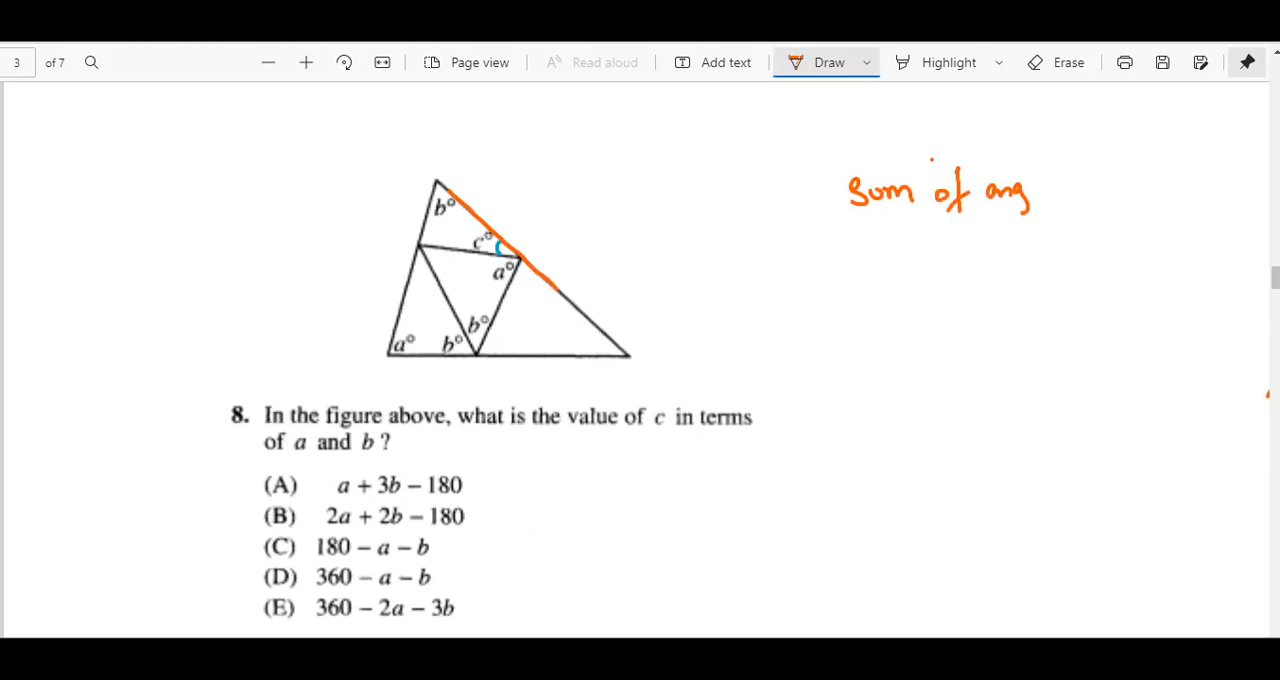 3 of 7 Page view Read aloud Add text Draw Highlight Erase
Sum of ang
b°
c°
a°
b°
a° b°
8. In the figure above, what is the value of c in terms
of a and b ?
(A) a + 3b – 180
(B) 2a + 2b – 180
(C) 180 – a – b
(D) 360 – a – b
(E) 360 – 2a – 3b